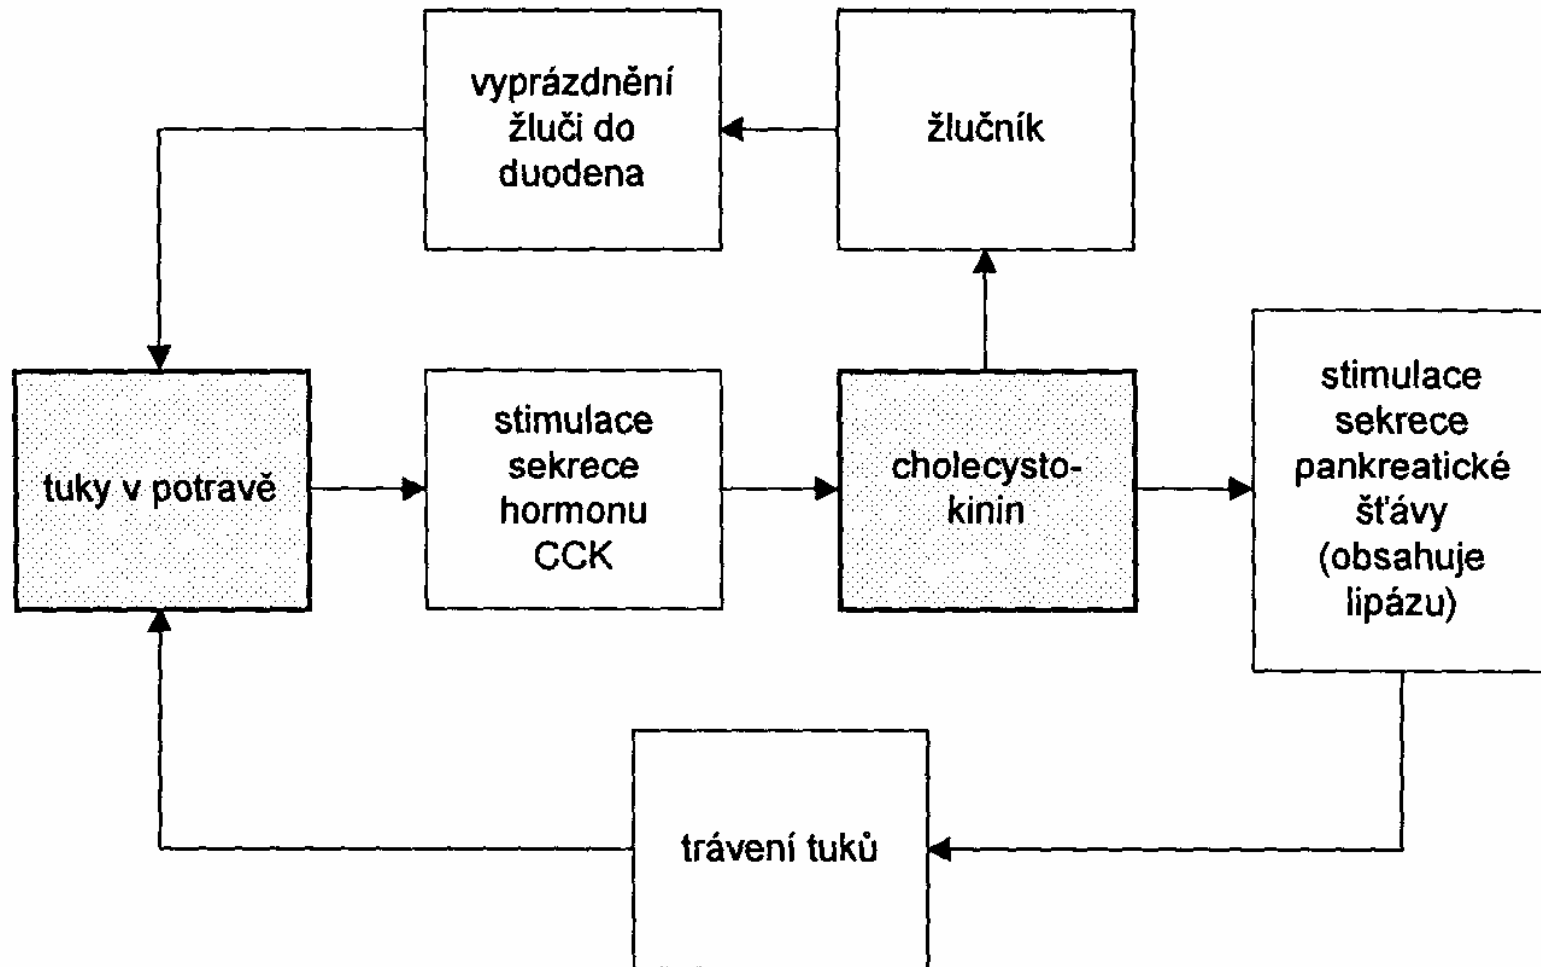 vyprázdnění
žluči do
duodena
žlučník
tuky v potravě
stimulace
sekrece
hormonu
CCK
cholecysto-
kinin
stimulace
sekrece
pankreatické
šťávy
(obsahuje
lipázu)
trávení tuků